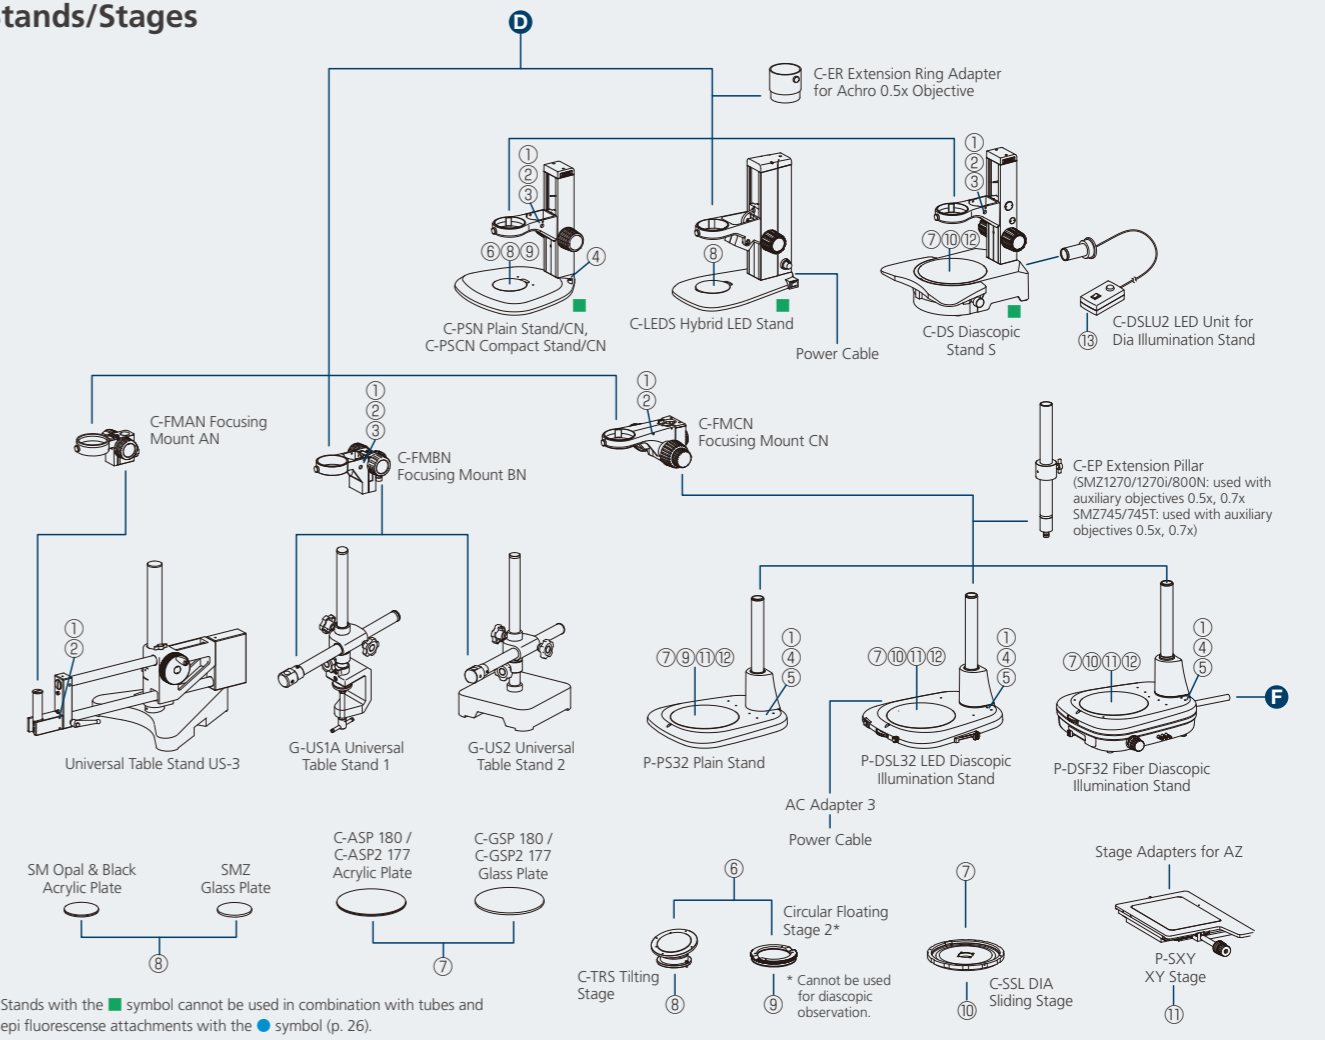 Stands/Stages
D
C-ER Extension Ring Adapter
for Achro 0.5x Objective
①
②
③
⑥⑧⑨
④
C-PSN Plain Stand/CN,
C-PSCN Compact Stand/CN
⑧
C-LEDS Hybrid LED Stand
Power Cable
①
②
③
⑦⑩⑫
C-DS Diascopic
Stand S
⑬
C-DSLU2 LED Unit for
Dia Illumination Stand
C-FMAN Focusing
Mount AN
①
②
③
C-FMBN
Focusing Mount BN
①
②
C-FMCN
Focusing Mount CN
C-EP Extension Pillar
(SMZ1270/1270i/800N: used with
auxiliary objectives 0.5x, 0.7x
SMZ745/745T: used with auxiliary
objectives 0.5x, 0.7x)
①
②
Universal Table Stand US-3
G-US1A Universal
Table Stand 1
G-US2 Universal
Table Stand 2
⑦⑨⑪⑫
①
④
⑤
P-PS32 Plain Stand
⑦⑩⑪⑫
①
④
⑤
P-DSL32 LED Diascopic
Illumination Stand
AC Adapter 3
Power Cable
⑦⑩⑪⑫
①
④
⑤
F
P-DSF32 Fiber Diascopic
Illumination Stand
SM Opal & Black
Acrylic Plate
SMZ
Glass Plate
⑧
C-ASP 180 /
C-ASP2 177
Acrylic Plate
C-GSP 180 /
C-GSP2 177
Glass Plate
⑦
⑥
C-TRS Tilting
Stage
⑧
Circular Floating
Stage 2*
* Cannot be used
for diascopic
observation.
⑨
⑦
C-SSL DIA
Sliding Stage
⑩
Stage Adapters for AZ
P-SXY
XY Stage
⑪
Stands with the ■ symbol cannot be used in combination with tubes and
epi fluorescense attachments with the ● symbol (p. 26).